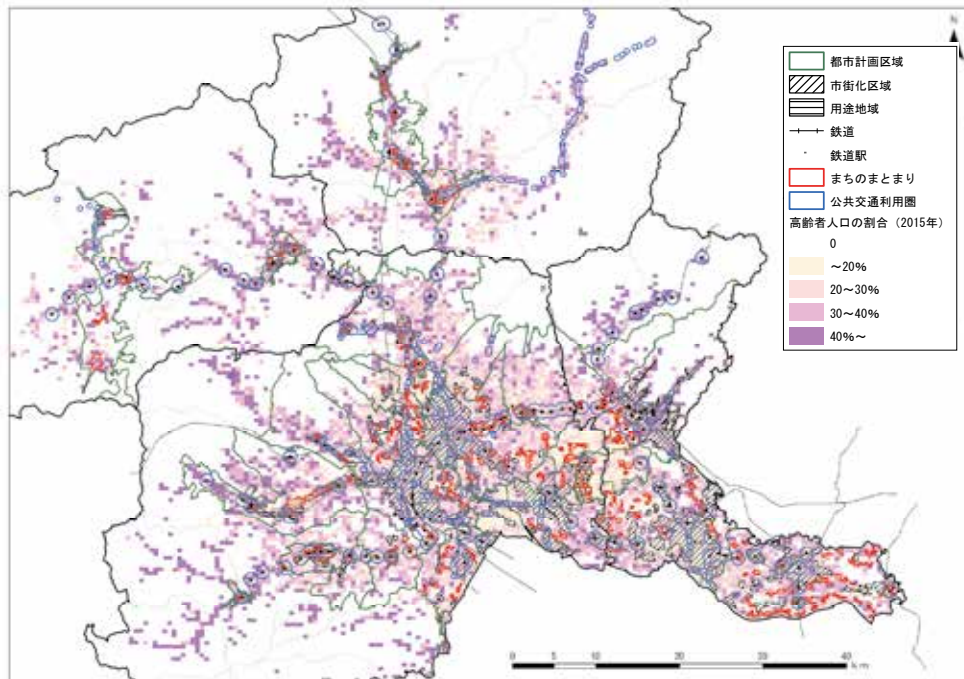 N
都市計画区域
市街化区域
用途地域
鉄道
鉄道駅
まちのまとまり
公共交通利用圏
高齢者人口の割合（2015年）
0
～20%
20～30%
30～40%
40%～
0 5 10 20 30 40
km